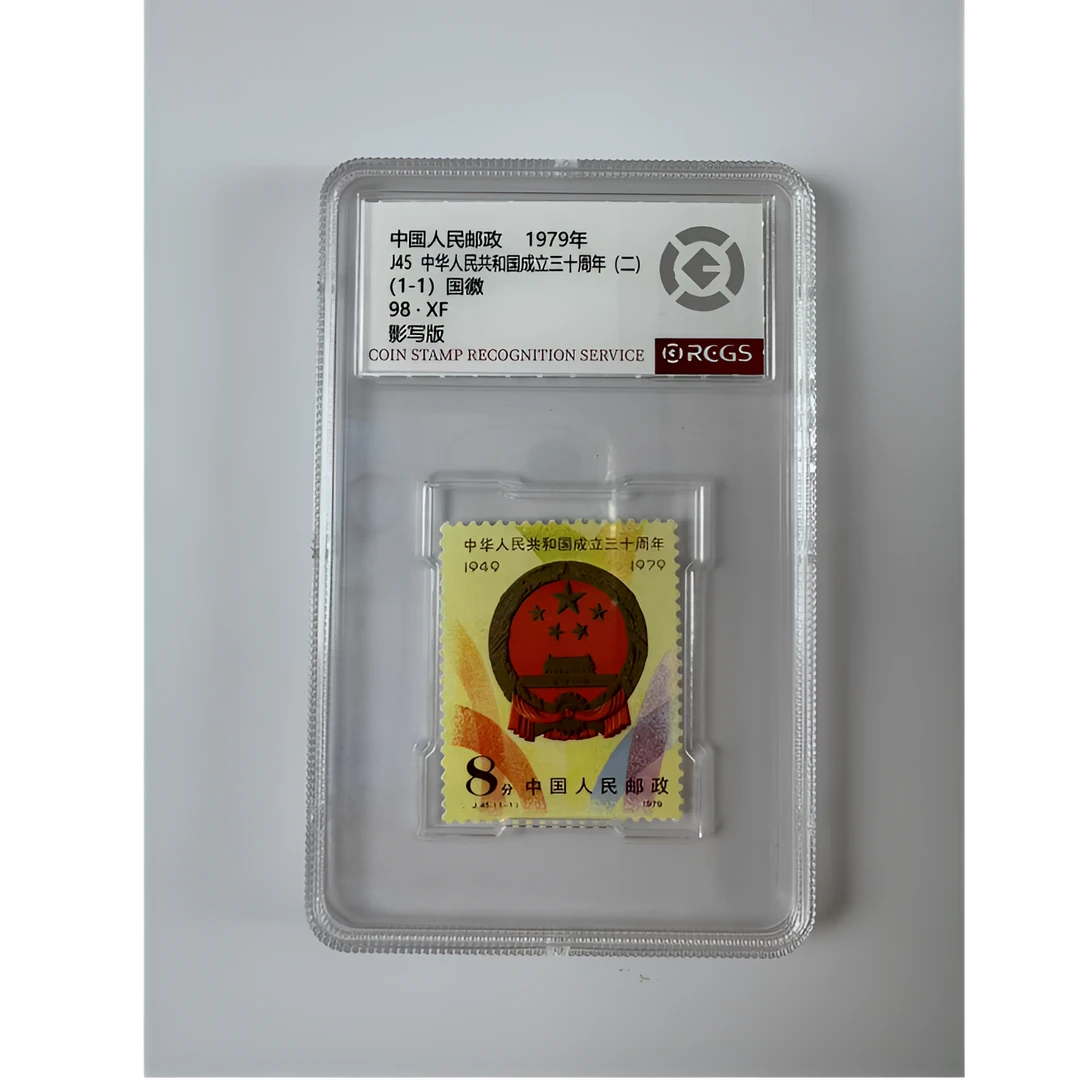 中国人民邮政 1979年
J45 中华人民共和国成立三十周年（二）
(1-1) 国徽
98·XF
影写版
COIN STAMP RECOGNITION SERVICE RCGS
中华人民共和国成立三十周年
1949 1979
8分 中国人民邮政
J.45.(1-1) 1979